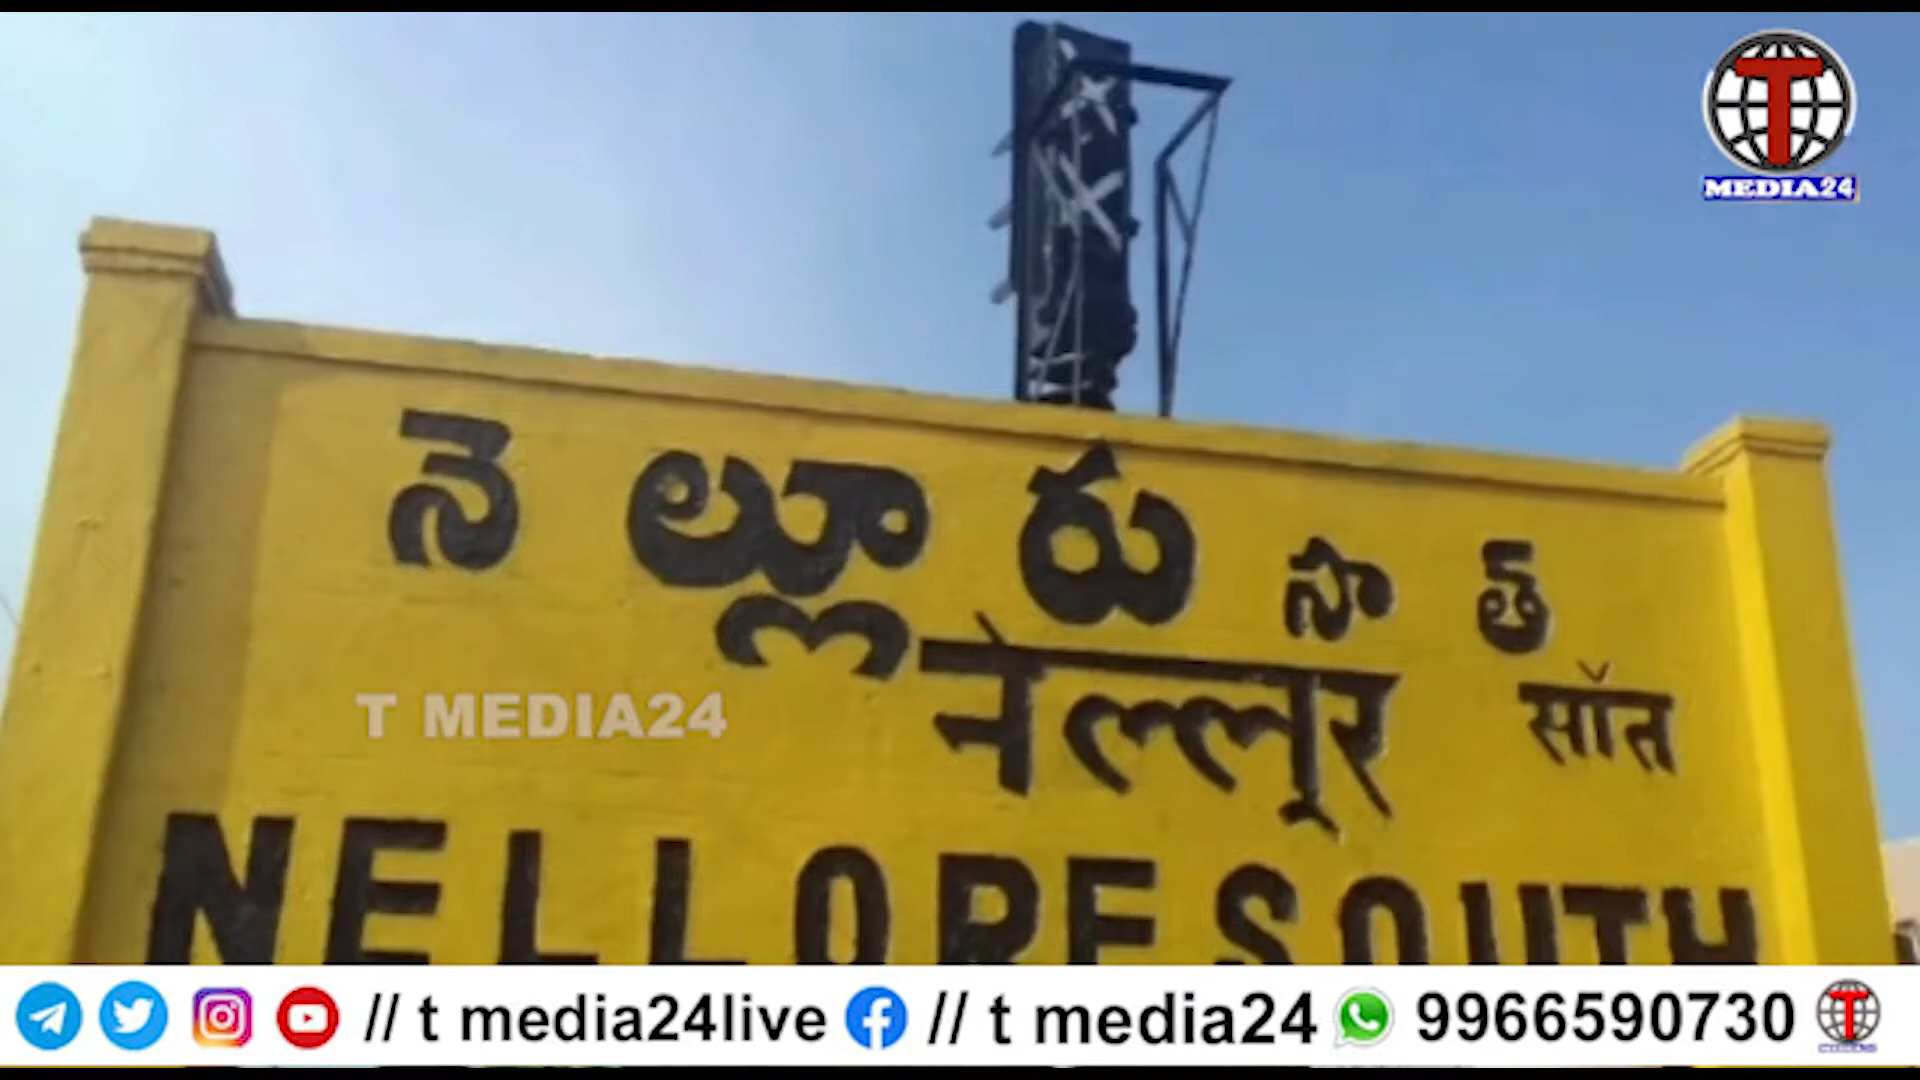 T
MEDIA24
నెల్లూరు సౌత్
नेल्लूर सॉत
T MEDIA24
NELLORE SOUTH
// t media24live // t media24 9966590730 T